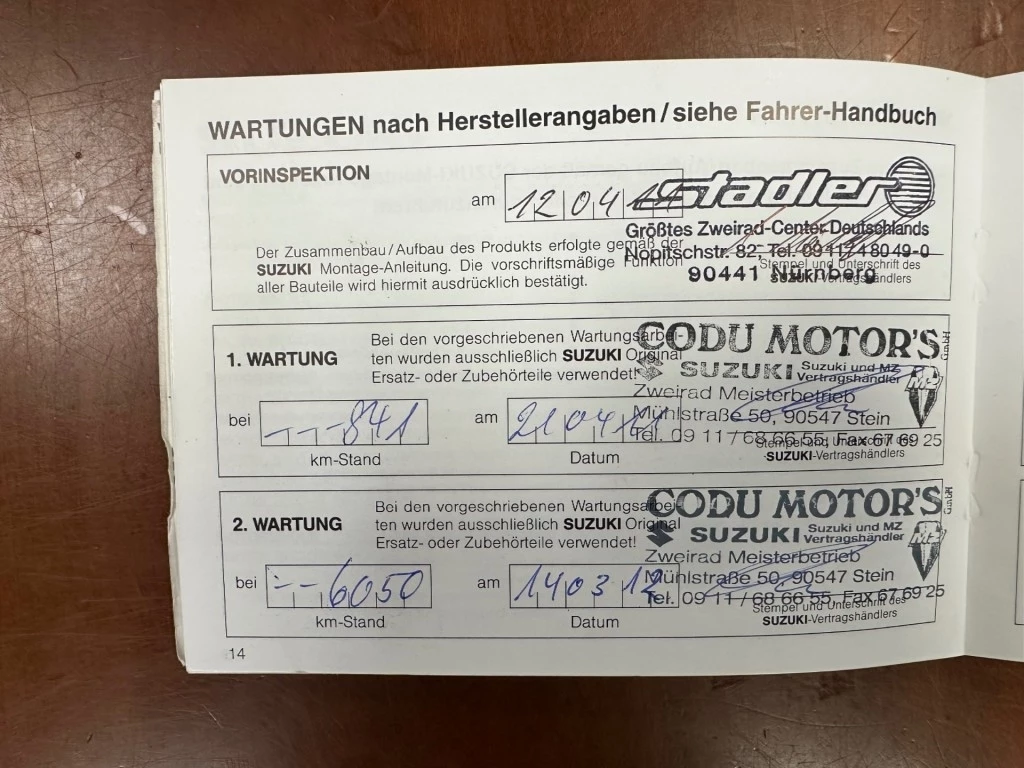 WARTUNGEN nach Herstellerangaben/siehe Fahrer-Handbuch
VORINSPEKTION
am 12 04 11
Stadler
Größtes Zweirad-Center Deutschlands
Nopitschstr. 82, Tel. 0911/48049-0
90441 Nürnberg
Der Zusammenbau/Aufbau des Produkts erfolgte gemäß der
SUZUKI Montage-Anleitung. Die vorschriftsmäßige Funktion
aller Bauteile wird hiermit ausdrücklich bestätigt.
Stempel und Unterschrift des
SUZUKI-Vertragshändlers
1. WARTUNG
Bei den vorgeschriebenen Wartungsarbei-
ten wurden ausschließlich SUZUKI Original
Ersatz- oder Zubehörteile verwendet!
CODU MOTOR'S GmbH
SUZUKI Suzuki und MZ
Vertragshändler
MZ
Zweirad Meisterbetrieb
Mühlstraße 50, 90547 Stein
Tel. 09 11 / 68 66 55, Fax 67 69 25
bei ---841
km-Stand
am 21 04 11
Datum
Stempel und Unterschrift des
SUZUKI-Vertragshändlers
2. WARTUNG
Bei den vorgeschriebenen Wartungsarbei-
ten wurden ausschließlich SUZUKI Original
Ersatz- oder Zubehörteile verwendet!
CODU MOTOR'S GmbH
SUZUKI Suzuki und MZ
Vertragshändler
MZ
Zweirad Meisterbetrieb
Mühlstraße 50, 90547 Stein
Tel. 09 11 / 68 66 55, Fax 67 69 25
bei --6050
km-Stand
am 14 03 12
Datum
Stempel und Unterschrift des
SUZUKI-Vertragshändlers
14